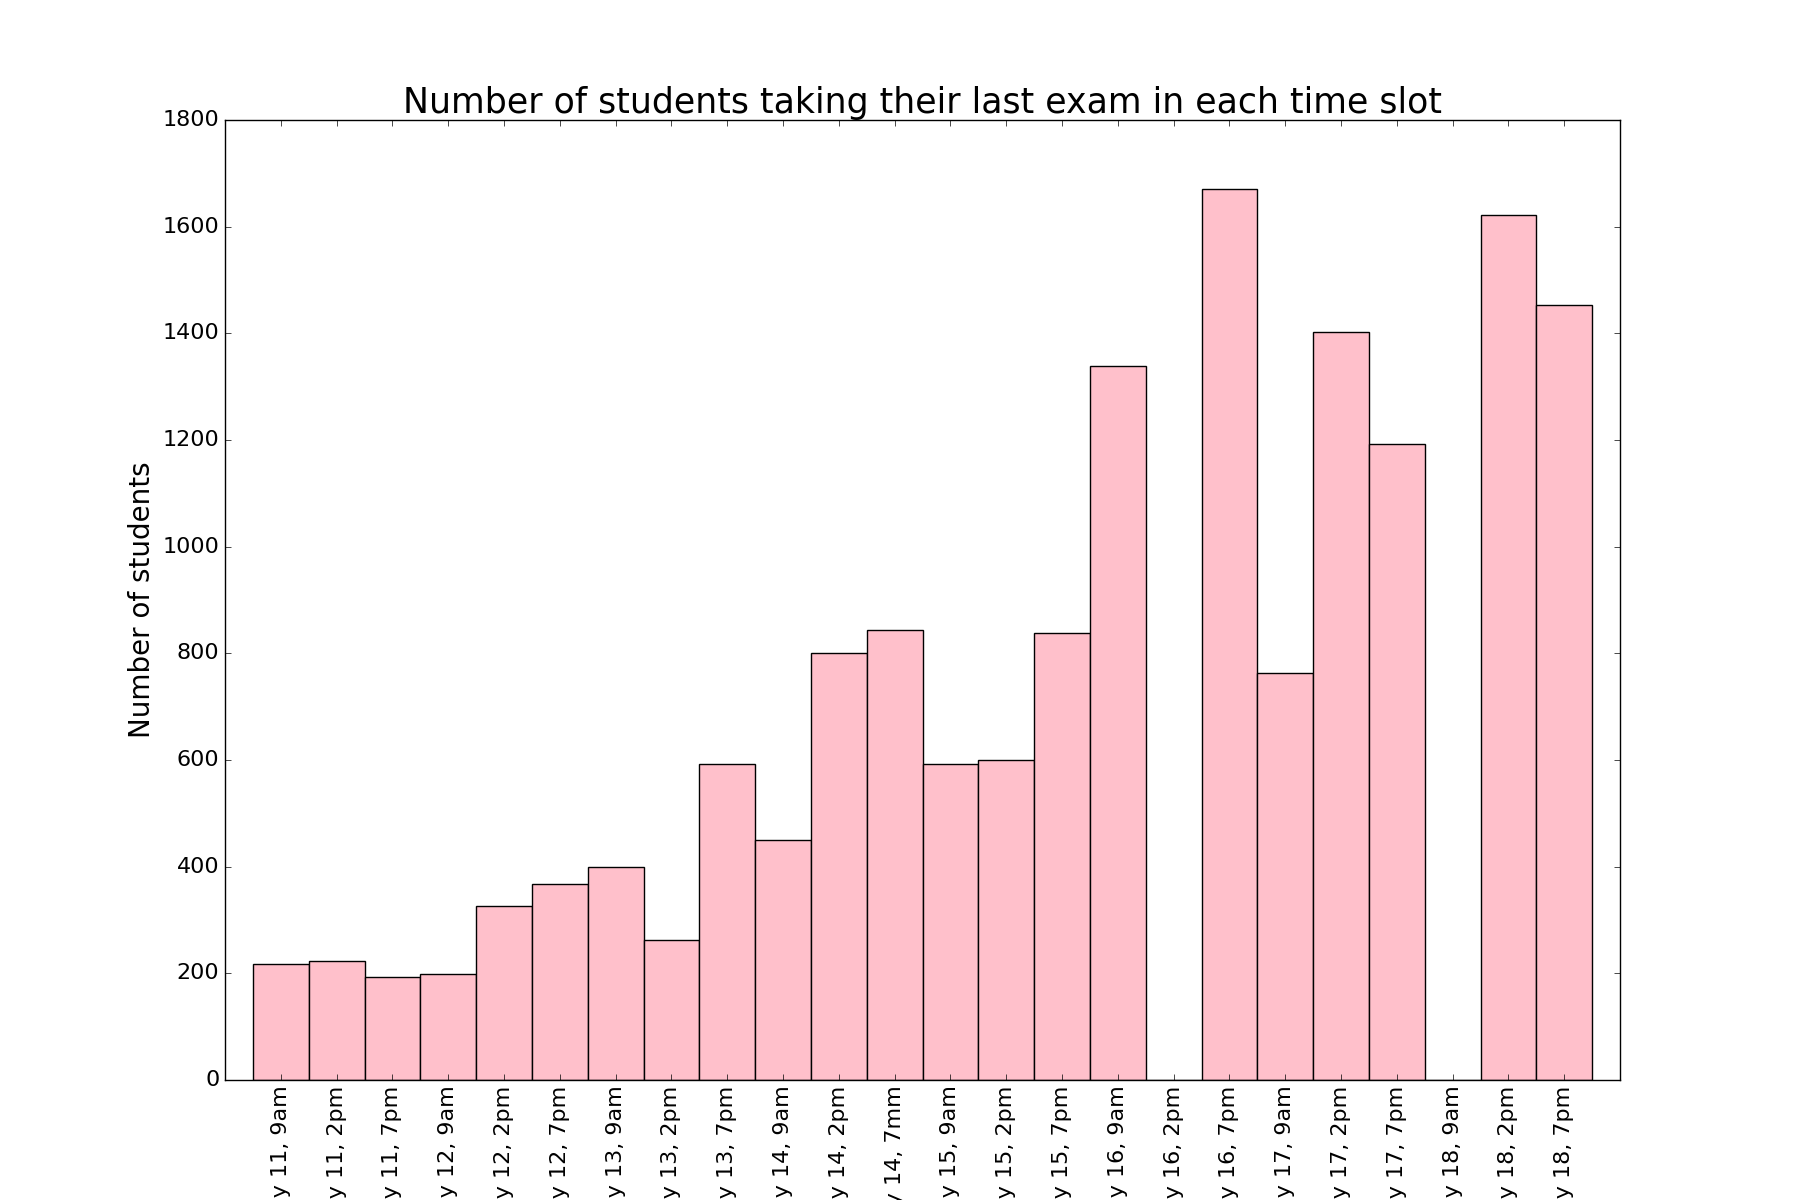 Number of students taking their last exam in each time slot
Number of students
1800
1600
1400
1200
1000
800
600
400
200
0
y 11, 9am
y 11, 2pm
y 11, 7pm
y 12, 9am
y 12, 2pm
y 12, 7pm
y 13, 9am
y 13, 2pm
y 13, 7pm
y 14, 9am
y 14, 2pm
y 14, 7mm
y 15, 9am
y 15, 2pm
y 15, 7pm
y 16, 9am
y 16, 2pm
y 16, 7pm
y 17, 9am
y 17, 2pm
y 17, 7pm
y 18, 9am
y 18, 2pm
y 18, 7pm